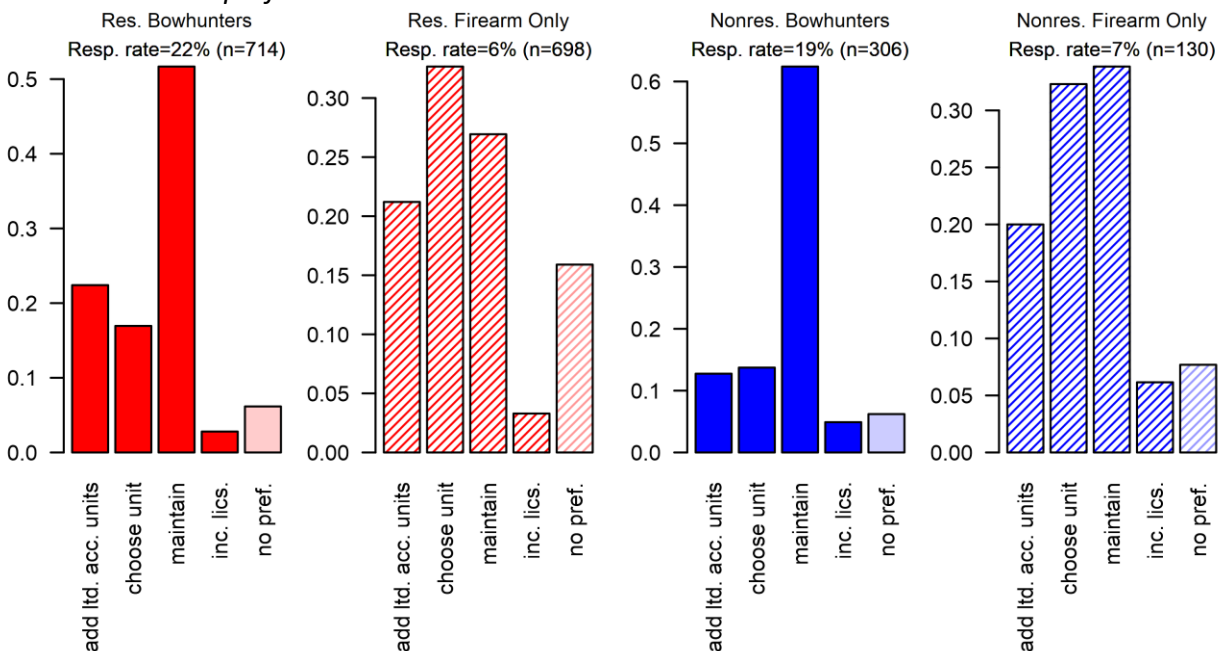 Res. Bowhunters
Resp. rate=22% (n=714)
0.5
0.4
0.3
0.2
0.1
0.0
add ltd. acc. units
choose unit
maintain
inc. lics.
no pref.
Res. Firearm Only
Resp. rate=6% (n=698)
0.30
0.25
0.20
0.15
0.10
0.05
0.00
add ltd. acc. units
choose unit
maintain
inc. lics.
no pref.
Nonres. Bowhunters
Resp. rate=19% (n=306)
0.6
0.5
0.4
0.3
0.2
0.1
0.0
add ltd. acc. units
choose unit
maintain
inc. lics.
no pref.
Nonres. Firearm Only
Resp. rate=7% (n=130)
0.30
0.25
0.20
0.15
0.10
0.05
0.00
add ltd. acc. units
choose unit
maintain
inc. lics.
no pref.